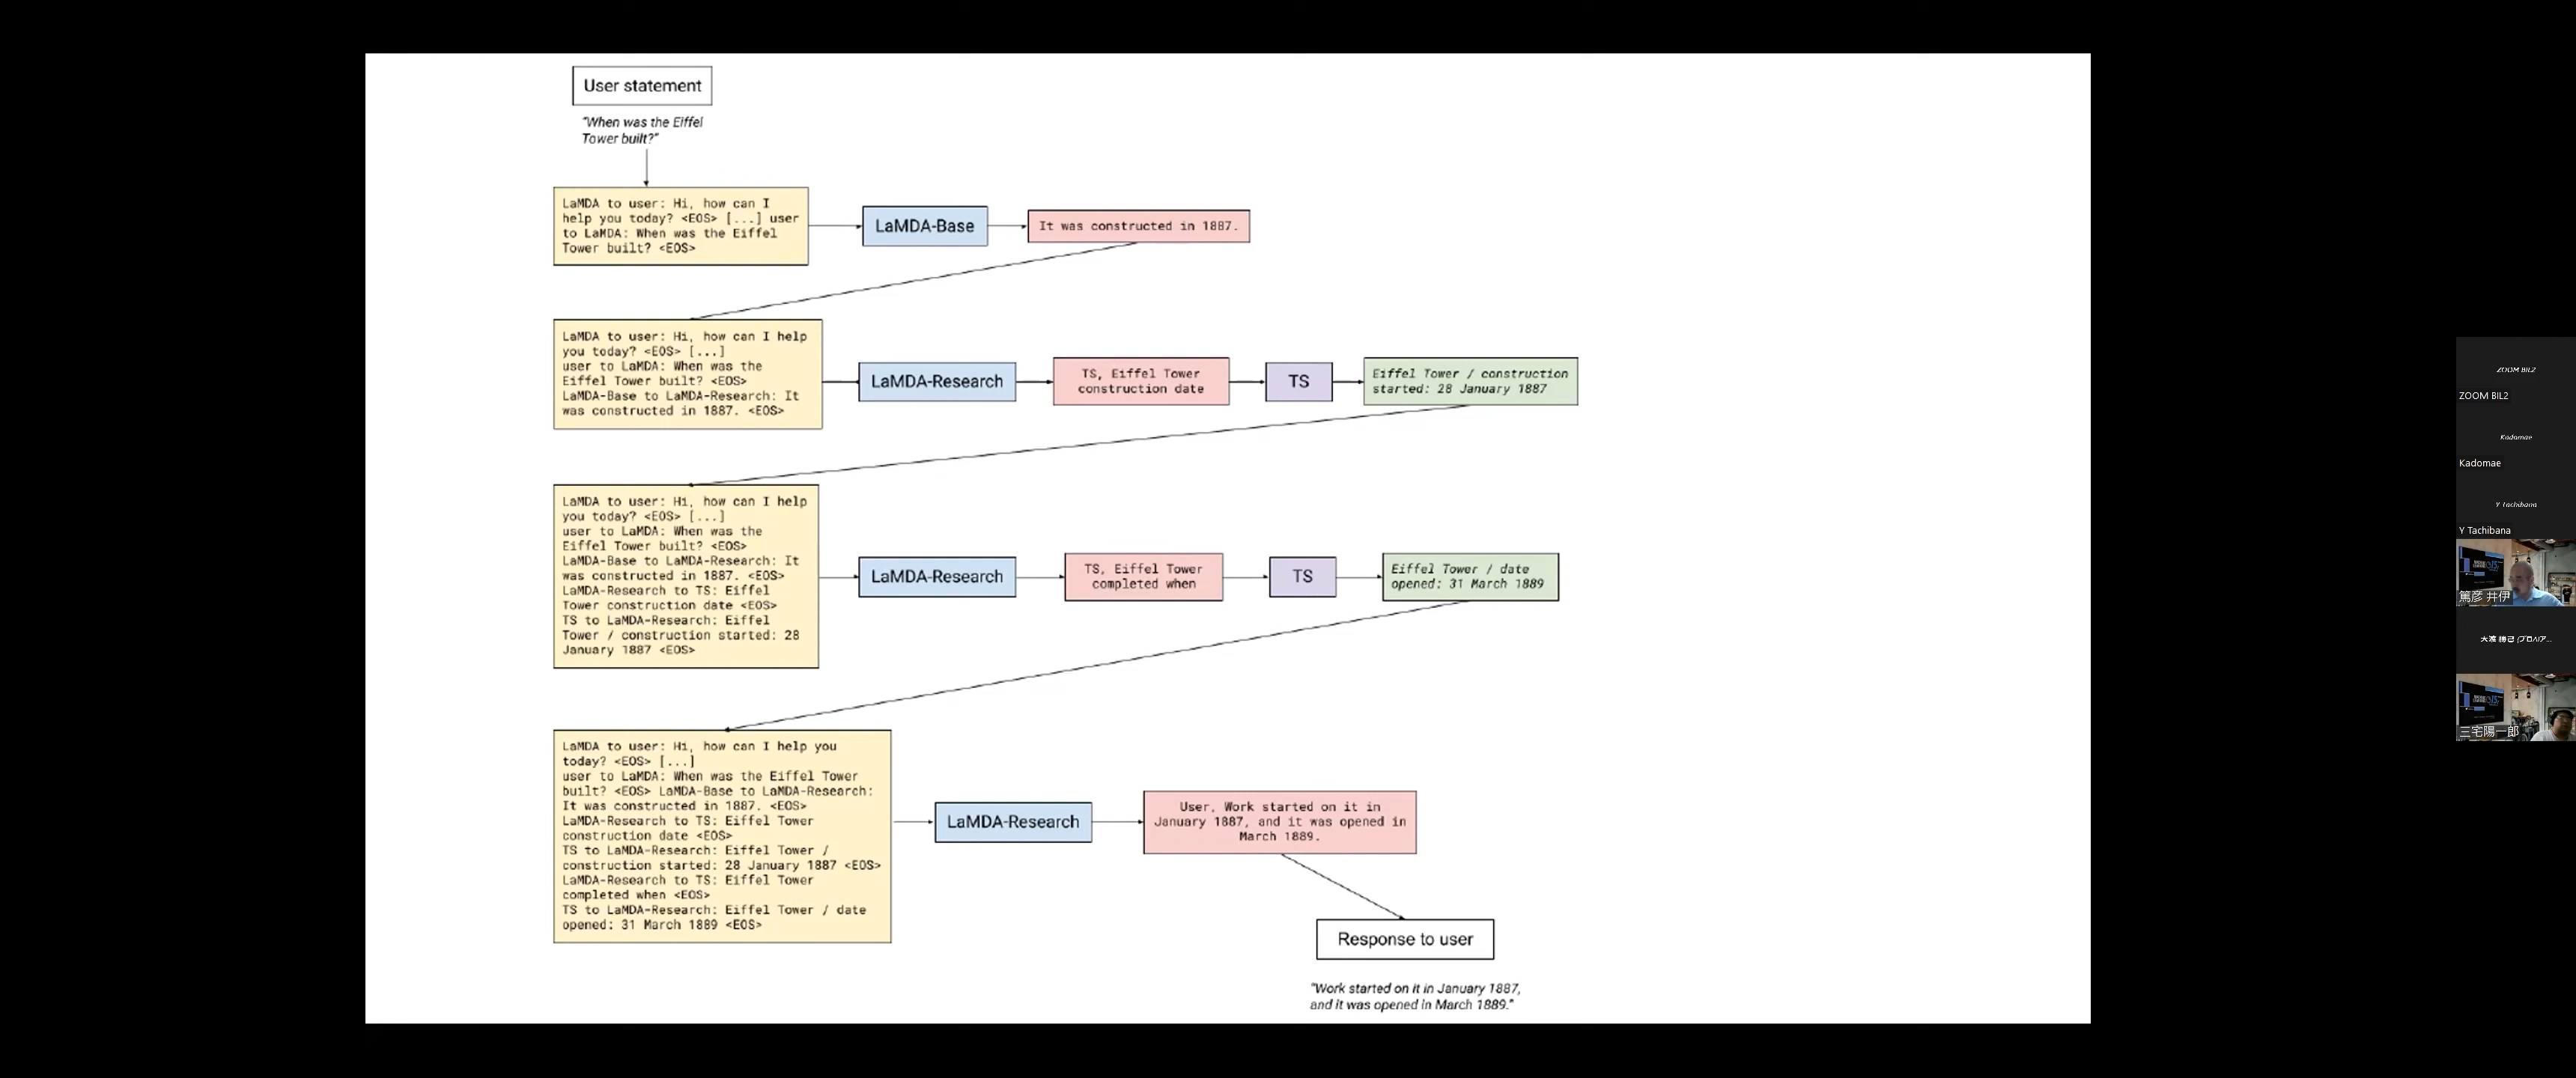 User statement
"When was the Eiffel
Tower built?"
LaMDA to user: Hi, how can I
help you today? <EOS> [...] user
to LaMDA: When was the Eiffel
Tower built? <EOS>
LaMDA-Base
It was constructed in 1887.
LaMDA to user: Hi, how can I help
you today? <EOS> [...]
user to LaMDA: When was the
Eiffel Tower built? <EOS>
LaMDA-Base to LaMDA-Research: It
was constructed in 1887. <EOS>
LaMDA-Research
TS, Eiffel Tower
construction date
TS
Eiffel Tower / construction
started: 28 January 1887
LaMDA to user: Hi, how can I help
you today? <EOS> [...]
user to LaMDA: When was the
Eiffel Tower built? <EOS>
LaMDA-Base to LaMDA-Research: It
was constructed in 1887. <EOS>
LaMDA-Research to TS: Eiffel
Tower construction date <EOS>
TS to LaMDA-Research: Eiffel
Tower / construction started: 28
January 1887 <EOS>
LaMDA-Research
TS, Eiffel Tower
completed when
TS
Eiffel Tower / date
opened: 31 March 1889
LaMDA to user: Hi, how can I help you
today? <EOS> [...]
user to LaMDA: When was the Eiffel Tower
built? <EOS> LaMDA-Base to LaMDA-Research:
It was constructed in 1887. <EOS>
LaMDA-Research to TS: Eiffel Tower
construction date <EOS>
TS to LaMDA-Research: Eiffel Tower /
construction started: 28 January 1887 <EOS>
LaMDA-Research to TS: Eiffel Tower
completed when <EOS>
TS to LaMDA-Research: Eiffel Tower / date
opened: 31 March 1889 <EOS>
LaMDA-Research
User, Work started on it in
January 1887, and it was opened in
March 1889.
Response to user
"Work started on it in January 1887,
and it was opened in March 1889."
ZOOM BIL2
ZOOM BIL2
Kadomae
Kadomae
Y Tachibana
Y Tachibana
篤彦 井伊
三宅陽一郎